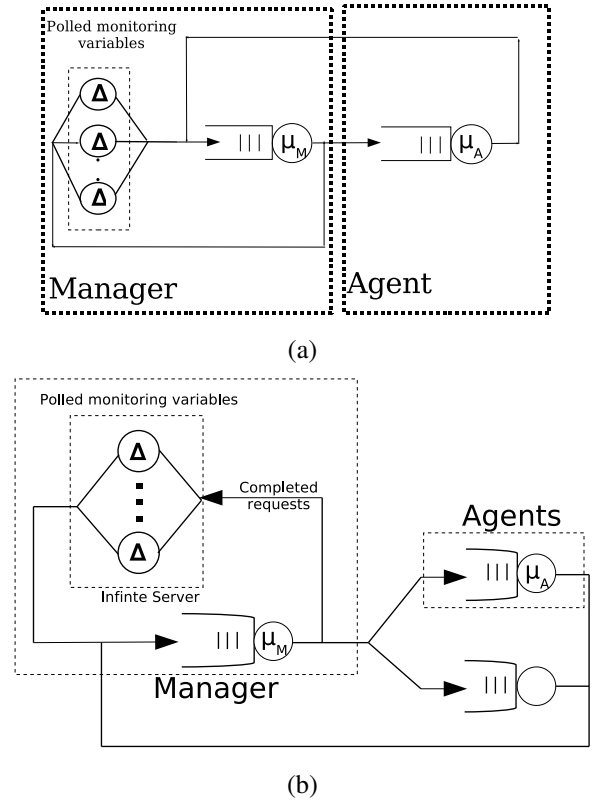 Polled monitoring
variables
Δ
Δ
Δ
μM
μA
Manager
Agent
(a)
Polled monitoring variables
Δ
Completed
requests
Δ
Agents
μA
Infinte Server
μM
Manager
(b)